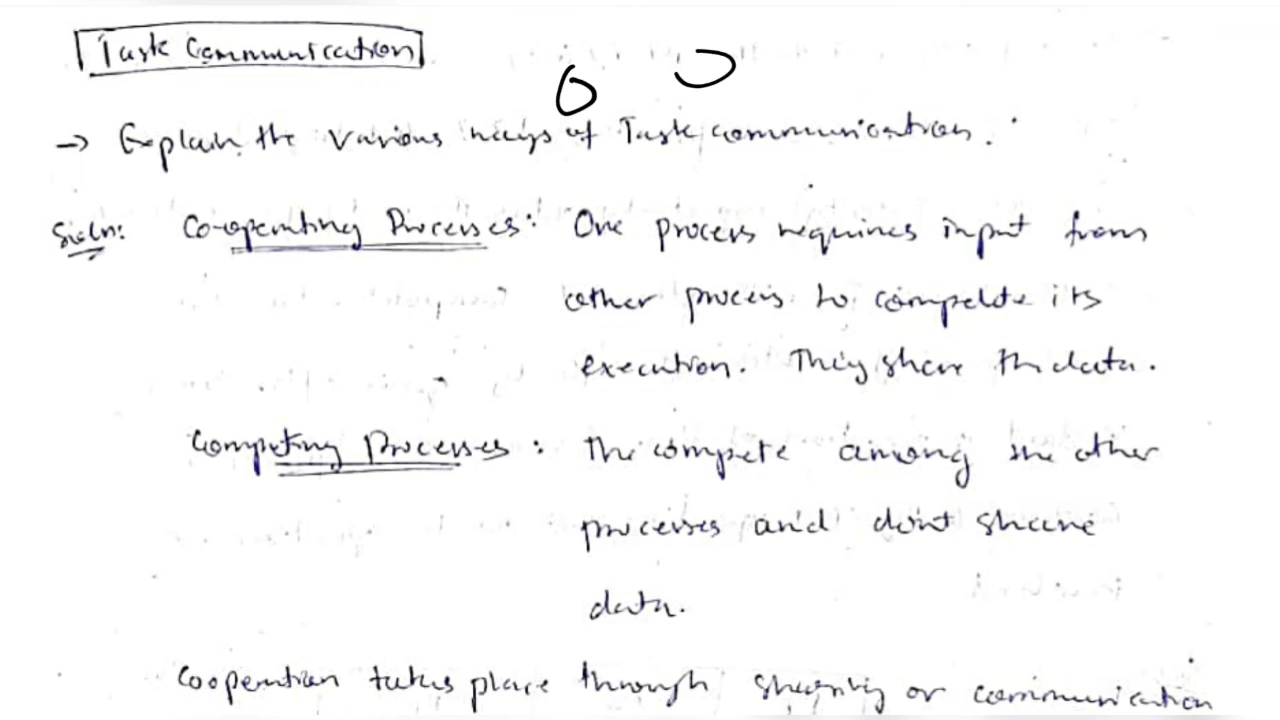 Task Communication
→ Explain the various ways of Task communication.
Soln: Co-operating Processes: One process requires input from
other process to compelete its
execution. They share the data.
Competing Processes: The compete among the other
processes and dont share
data.
Cooperation takes place through sharing or communication